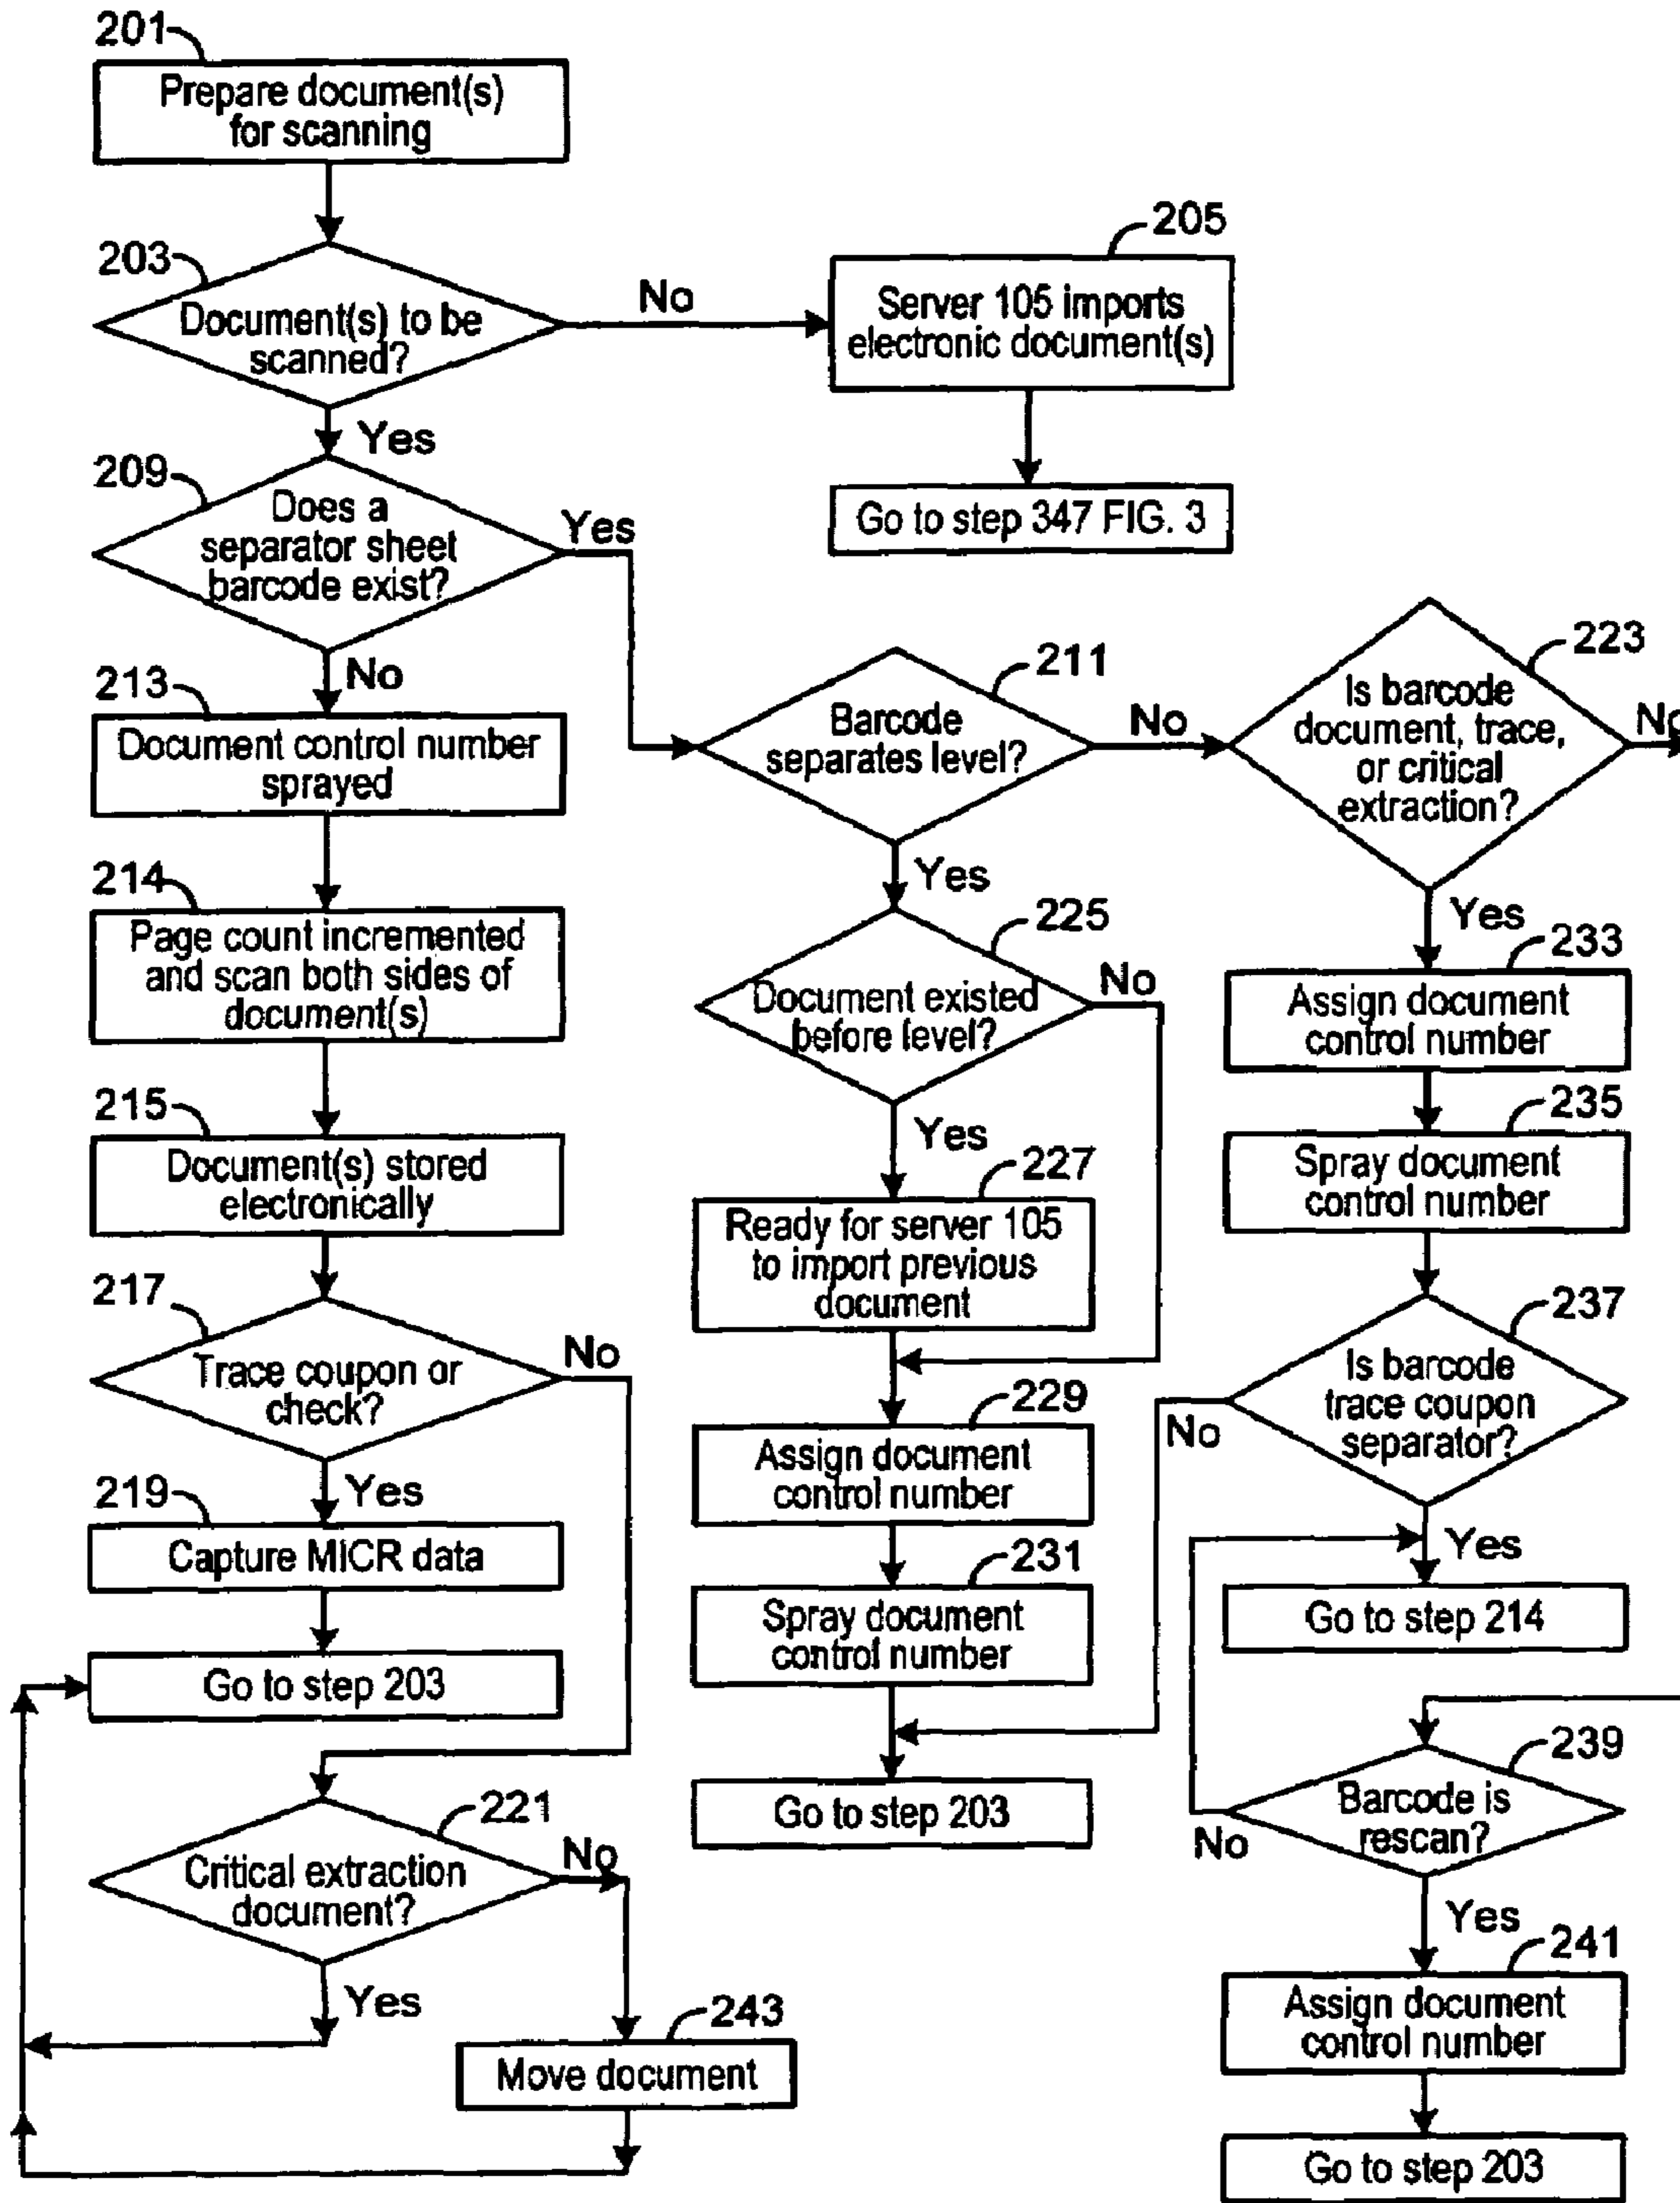 201
Prepare document(s)
for scanning
203
Document(s) to be
scanned?
No
205
Server 105 imports
electronic document(s)
Go to step 347 FIG. 3
Yes
209
Does a
separator sheet
barcode exist?
Yes
No
211
Barcode
separates level?
No
223
Is barcode
document, trace,
or critical
extraction?
No
213
Document control number
sprayed
214
Page count incremented
and scan both sides of
document(s)
215
Document(s) stored
electronically
217
Trace coupon or
check?
No
Yes
219
Capture MICR data
Go to step 203
221
Critical extraction
document?
No
Yes
243
Move document
Yes
225
Document existed
before level?
No
Yes
227
Ready for server 105
to import previous
document
229
Assign document
control number
231
Spray document
control number
Go to step 203
Yes
233
Assign document
control number
235
Spray document
control number
237
Is barcode
trace coupon
separator?
No
Yes
Go to step 214
239
Barcode is
rescan?
No
Yes
241
Assign document
control number
Go to step 203